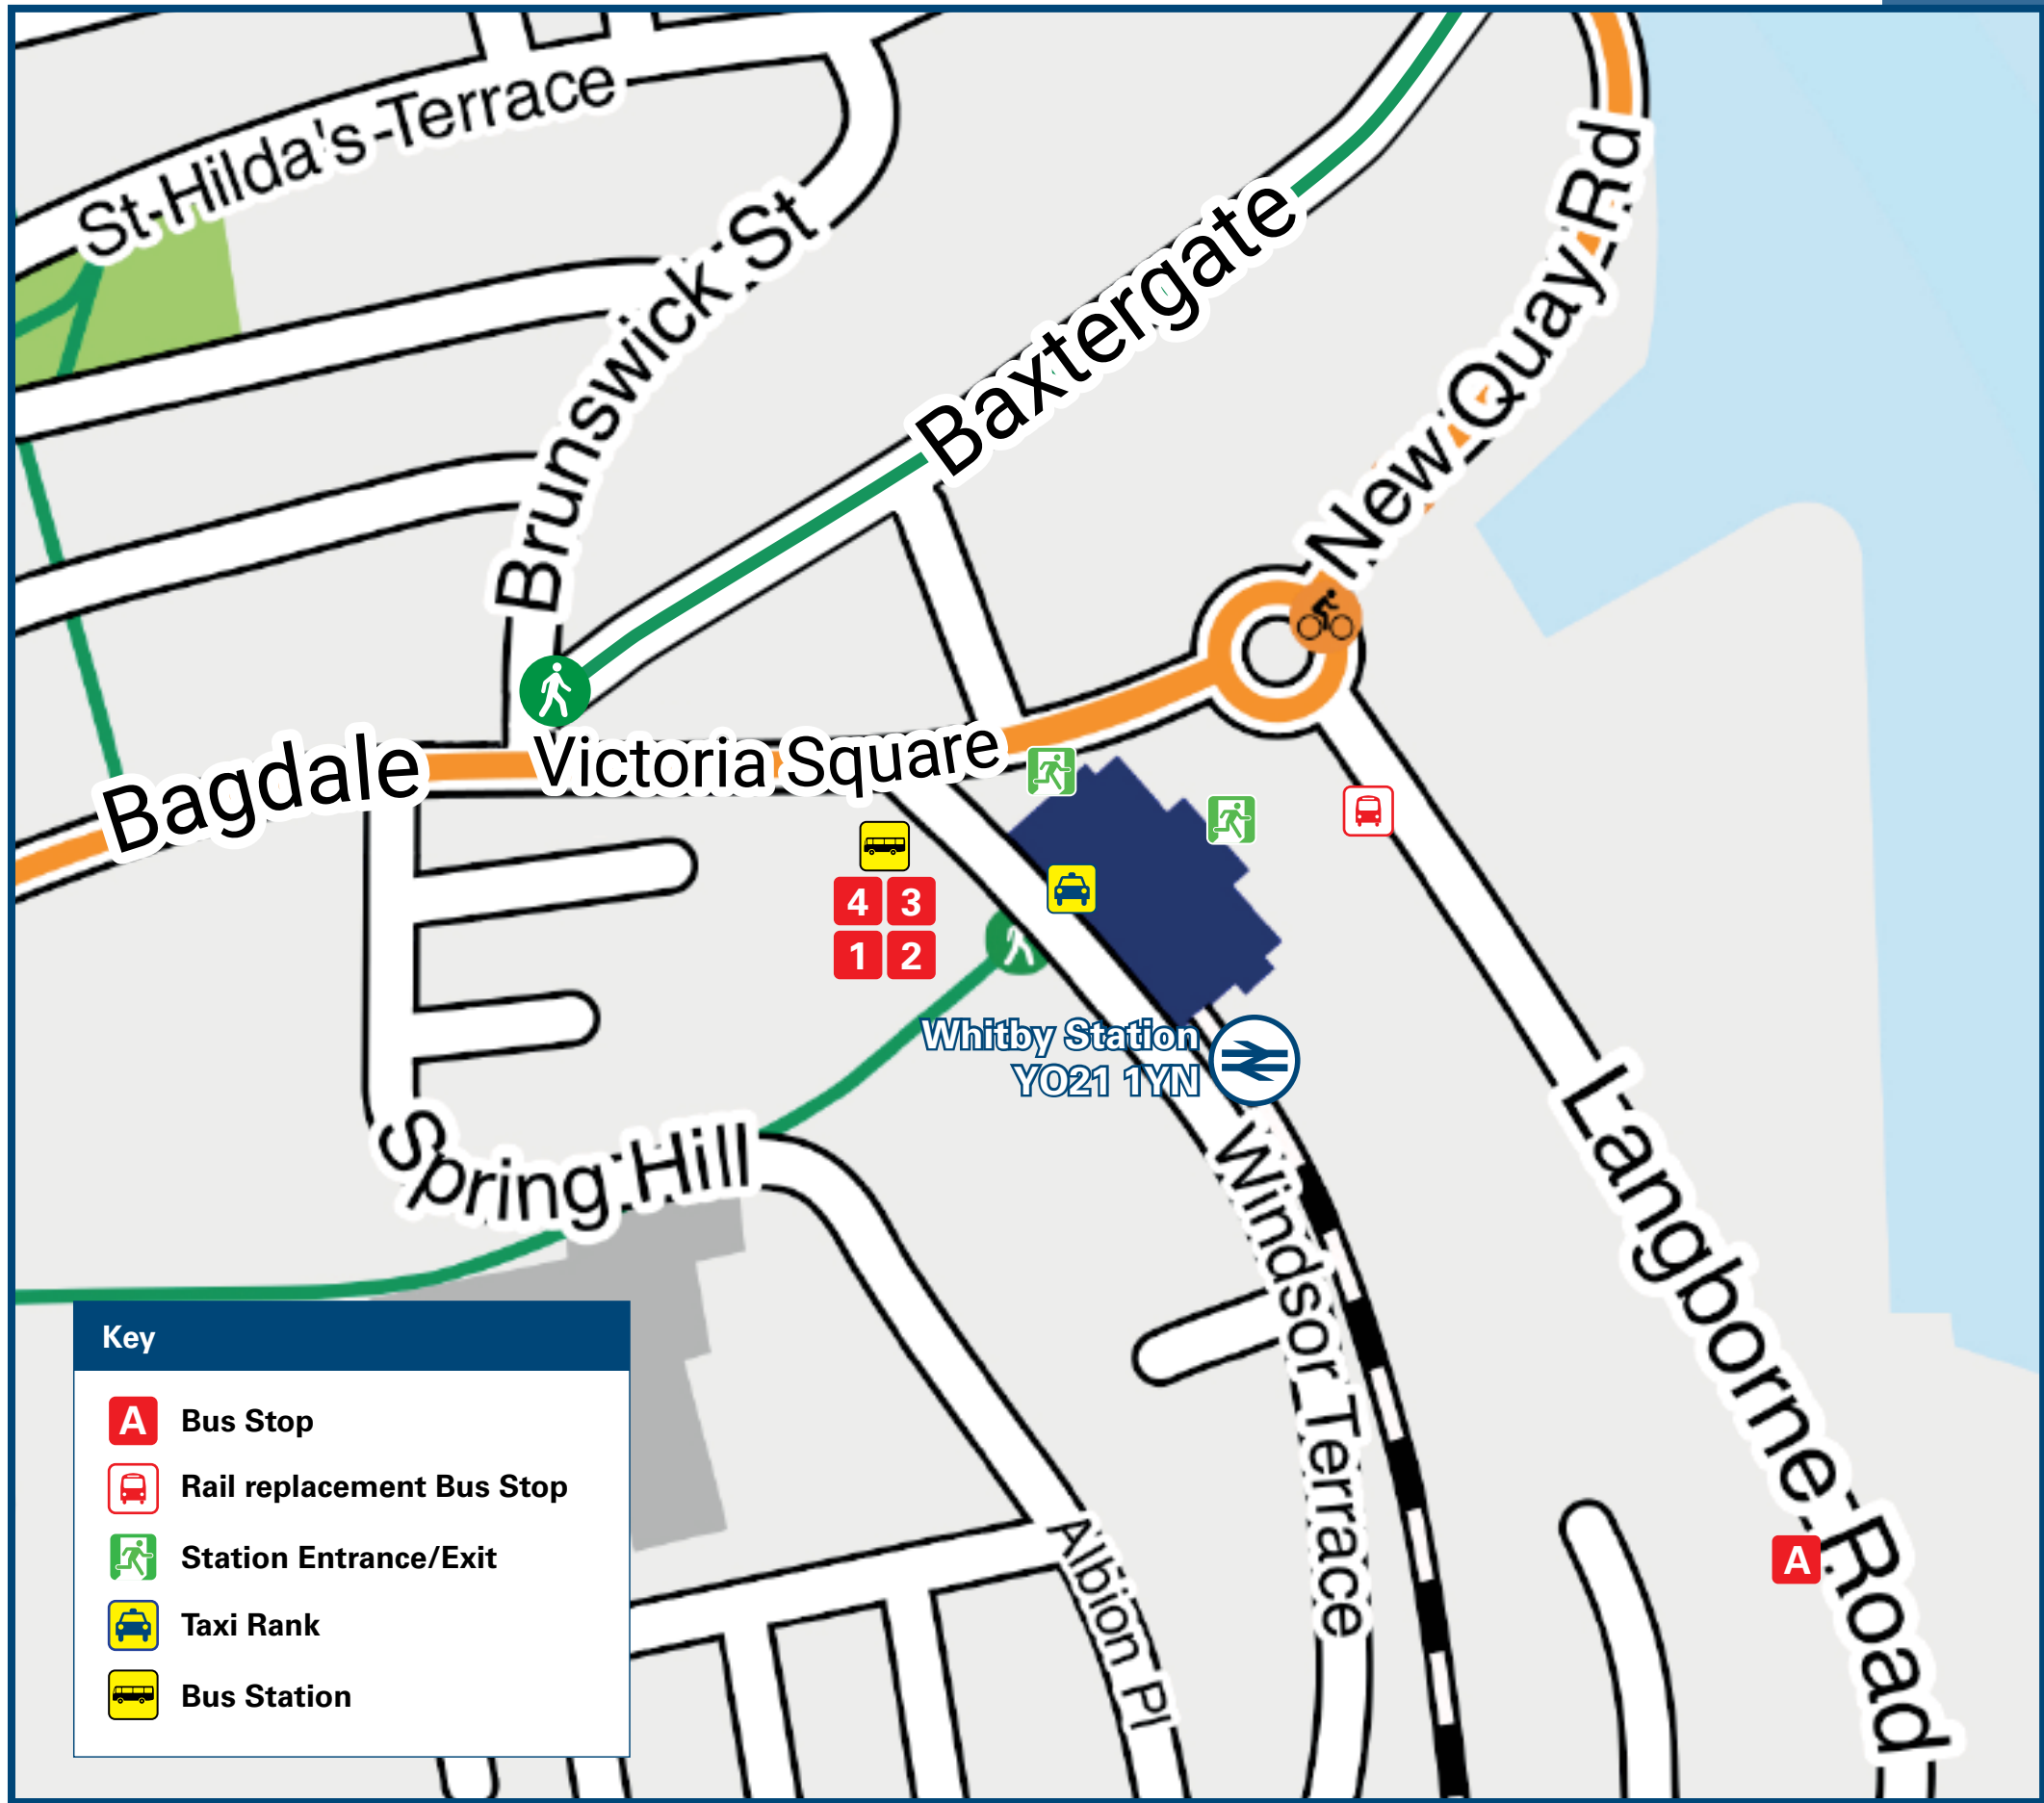 St-Hilda's-Terrace
Brunswick St
Baxtergate
New Quay Rd
Bagdale
Victoria Square
4 3
1 2
Whitby Station
YO21 1YN
Spring Hill
Windsor Terrace
Langborne Road
Albion Pl
A
Key
A Bus Stop
Rail replacement Bus Stop
Station Entrance/Exit
Taxi Rank
Bus Station